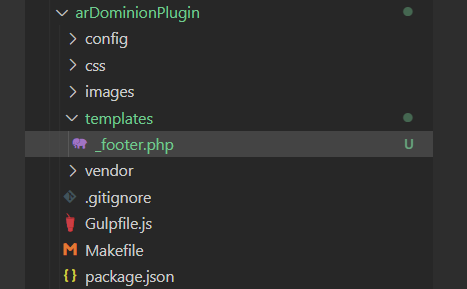 arDominionPlugin
config
css
images
templates
_footer.php U
vendor
.gitignore
Gulpfile.js
M Makefile
{} package.json